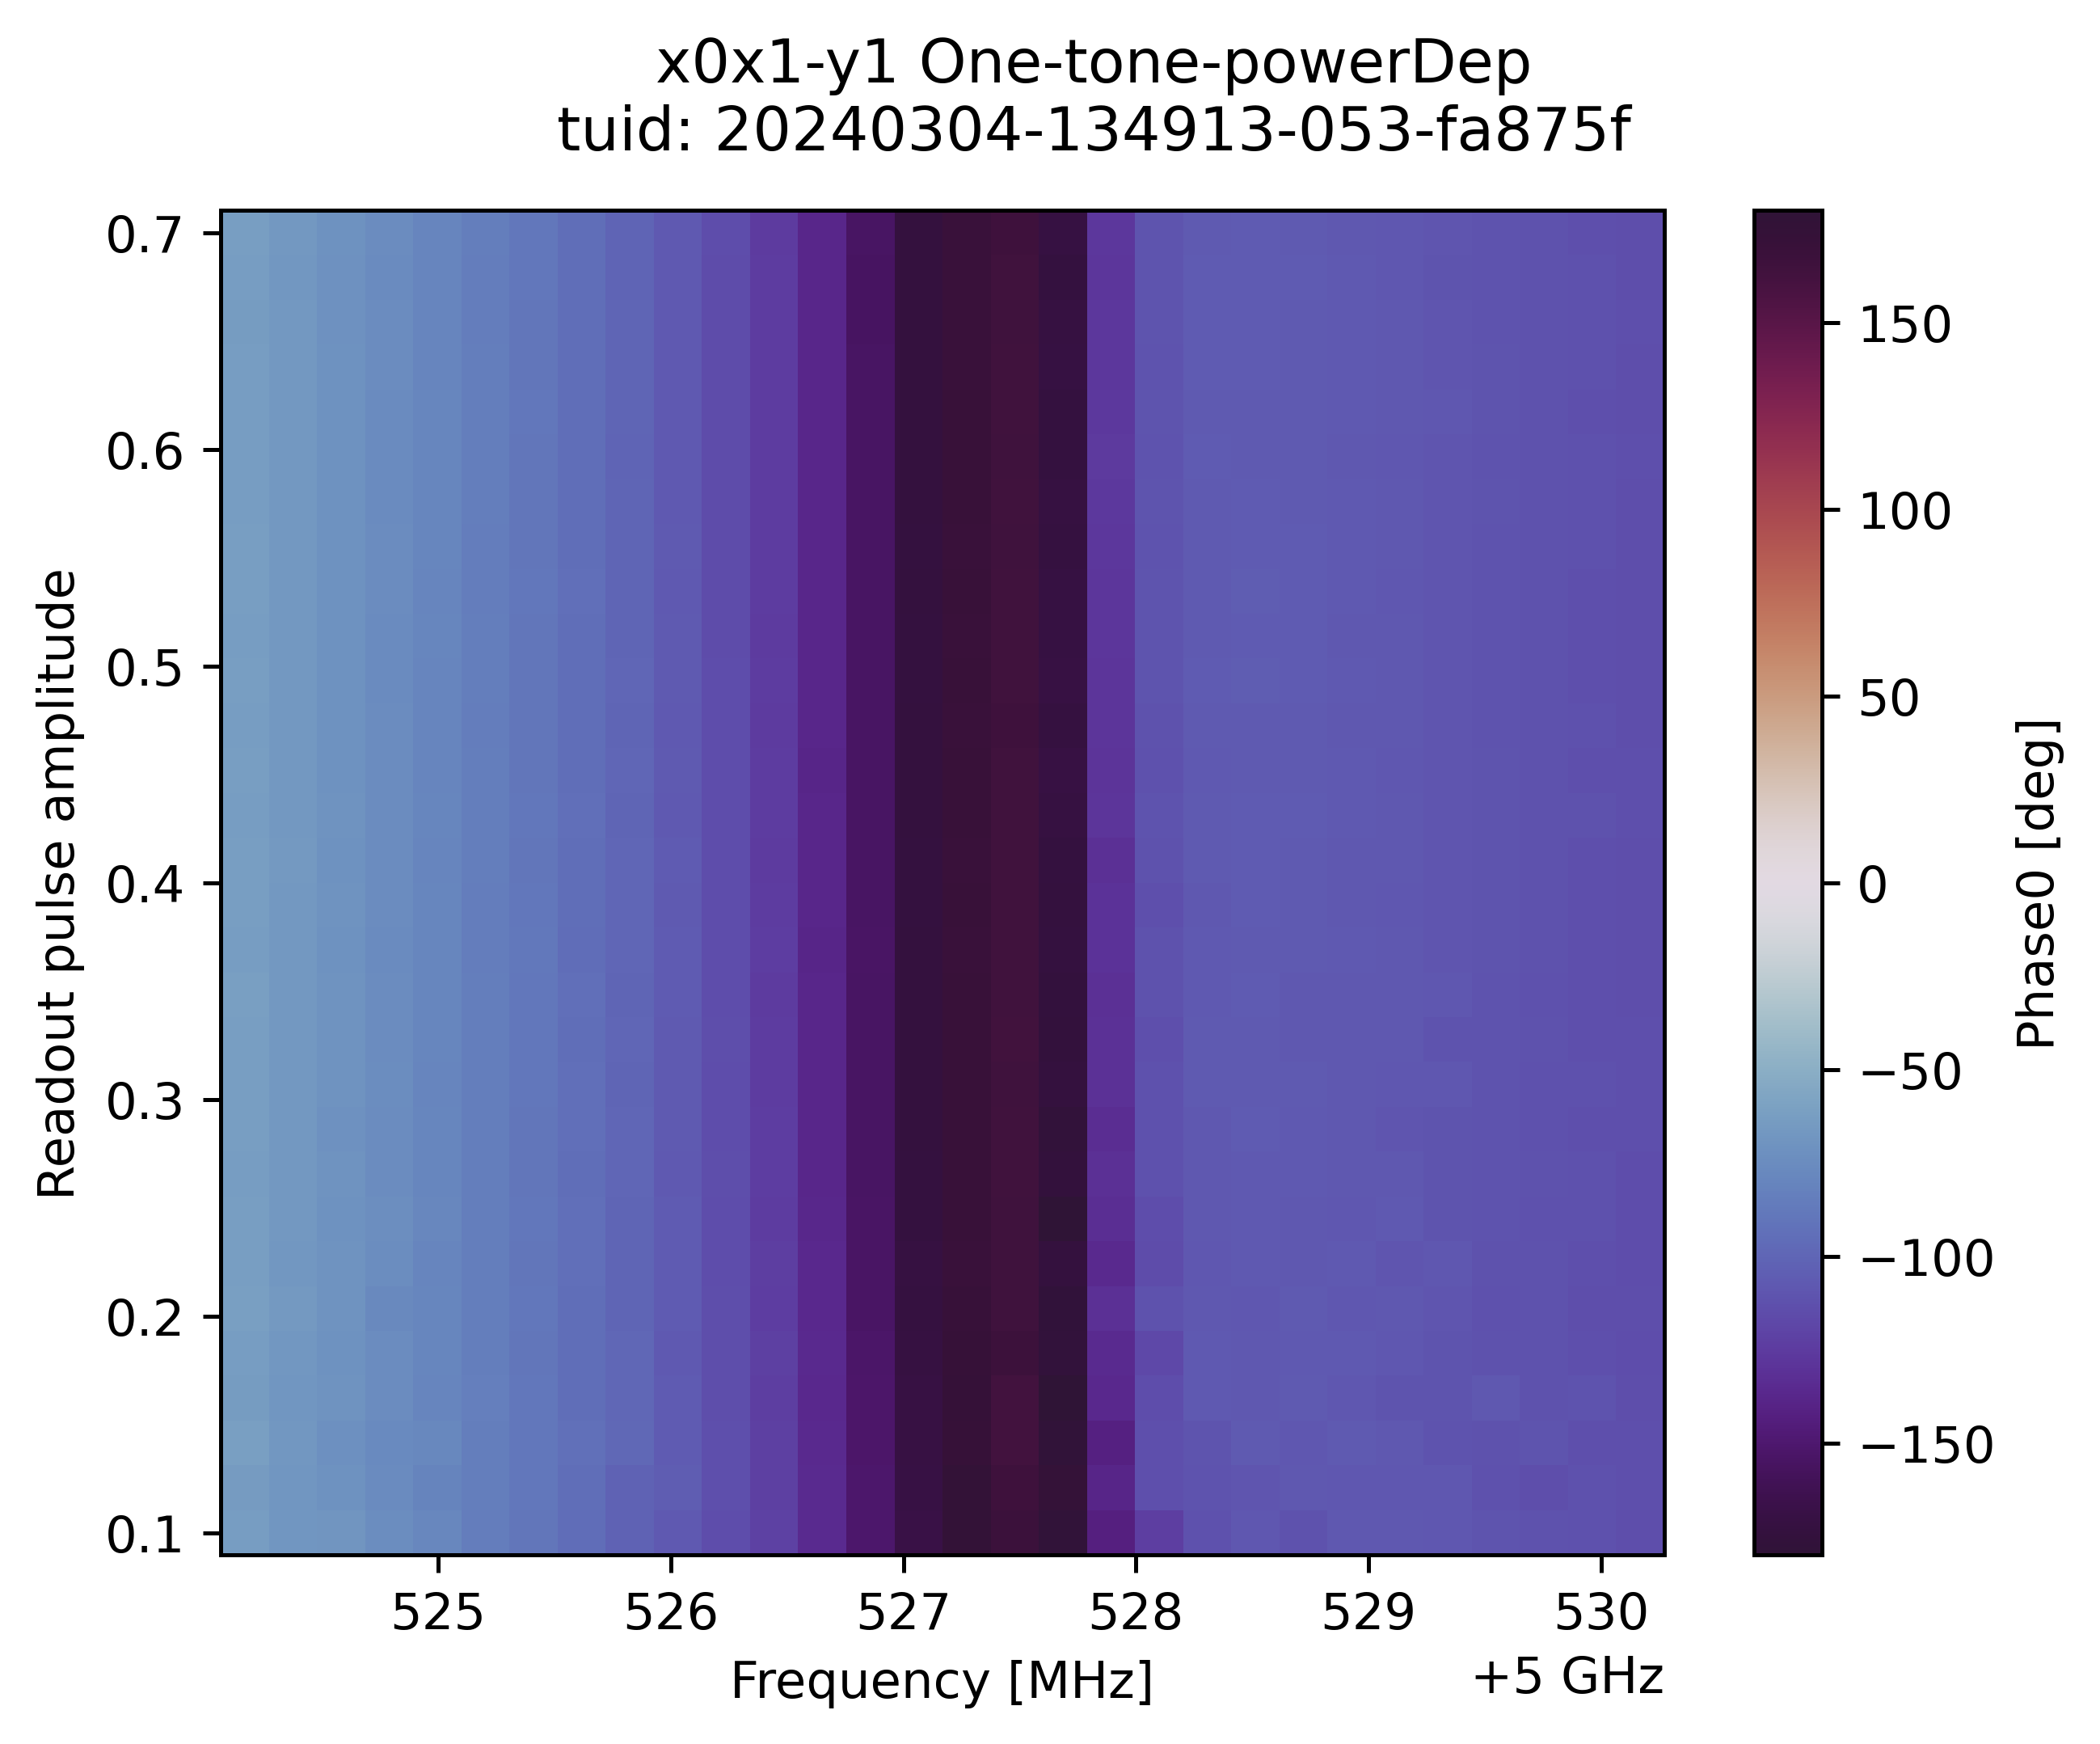 x0x1-y1 One-tone-powerDep
tuid: 20240304-134913-053-fa875f
Readout pulse amplitude
0.7
0.6
0.5
0.4
0.3
0.2
0.1
525 526 527 528 529 530
Frequency [MHz]
+5 GHz
150
100
50
0
−50
−100
−150
Phase0 [deg]